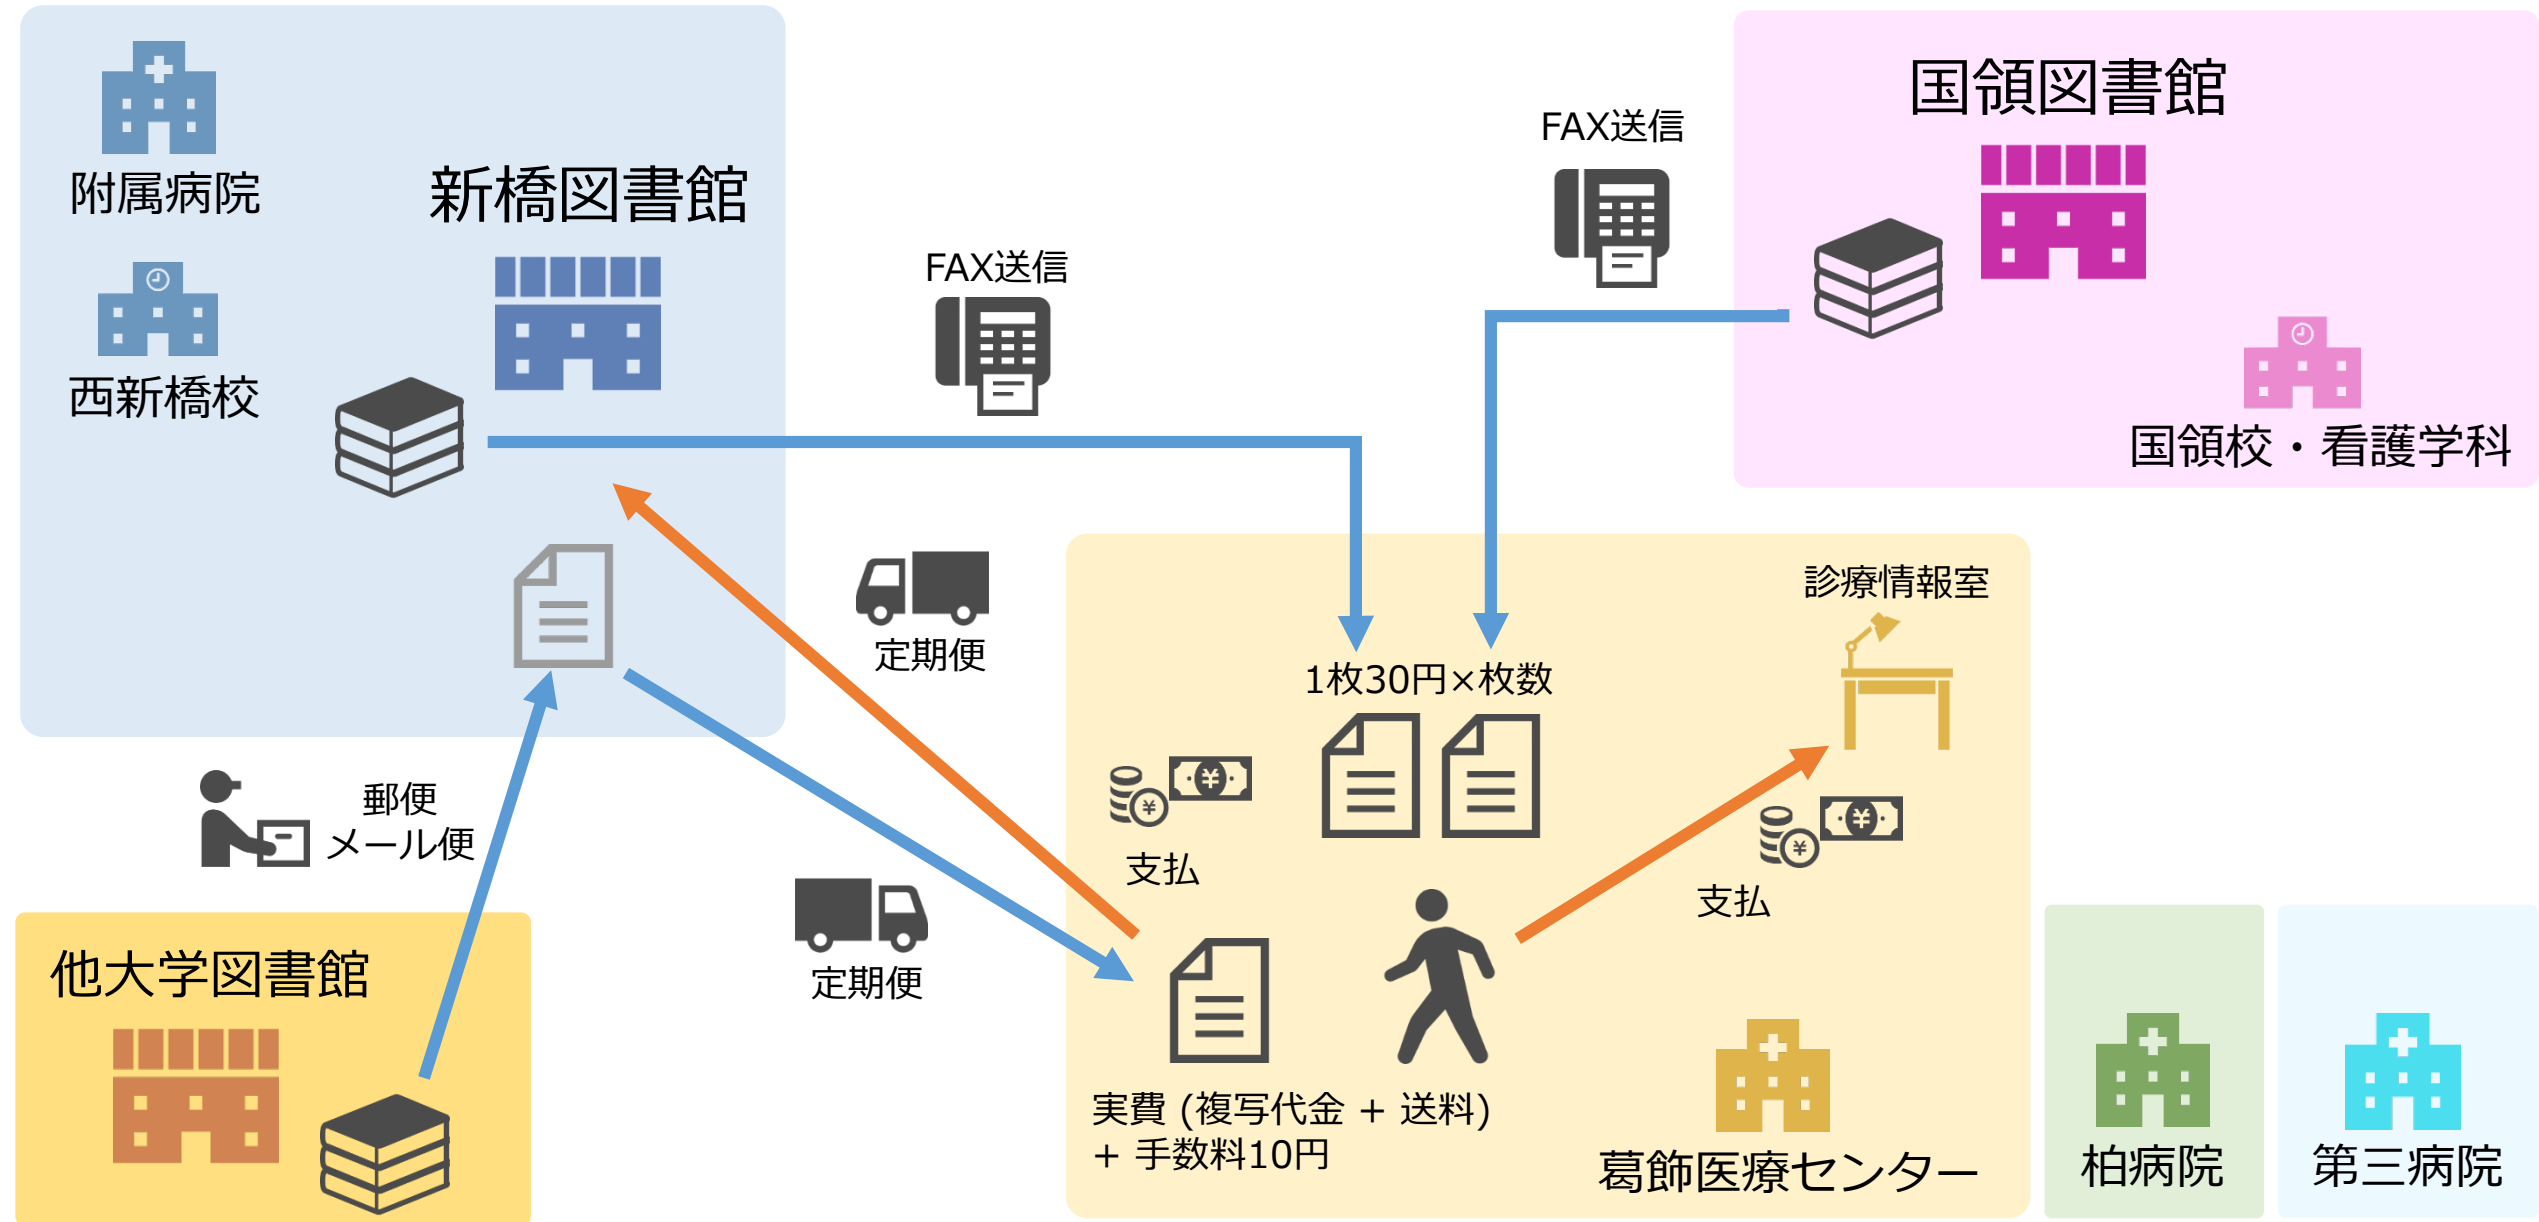 附属病院
新橋図書館
西新橋校
FAX送信
FAX送信
国領図書館
国領校・看護学科
定期便
診療情報室
1枚30円×枚数
郵便
メール便
支払
支払
定期便
他大学図書館
実費 (複写代金 + 送料)
+ 手数料10円
葛飾医療センター
柏病院
第三病院